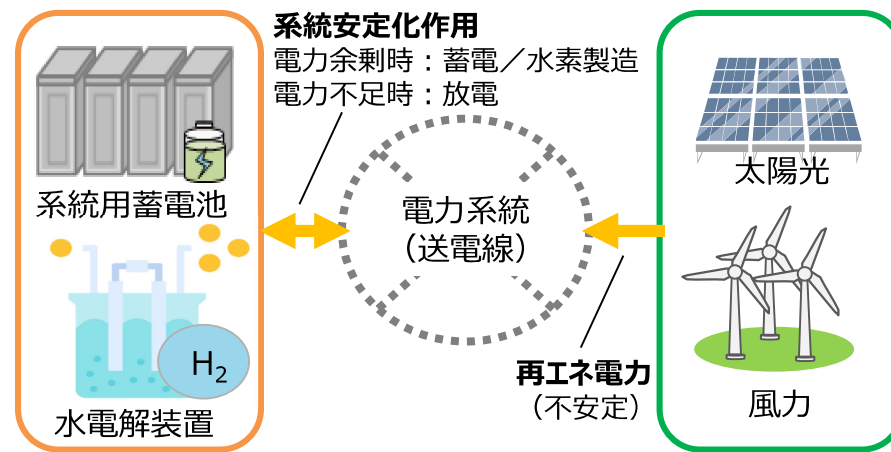 系統安定化作用
電力余剰時：蓄電／水素製造
電力不足時：放電
系統用蓄電池
H₂
水電解装置
電力系統
（送電線）
再エネ電力
（不安定）
太陽光
風力